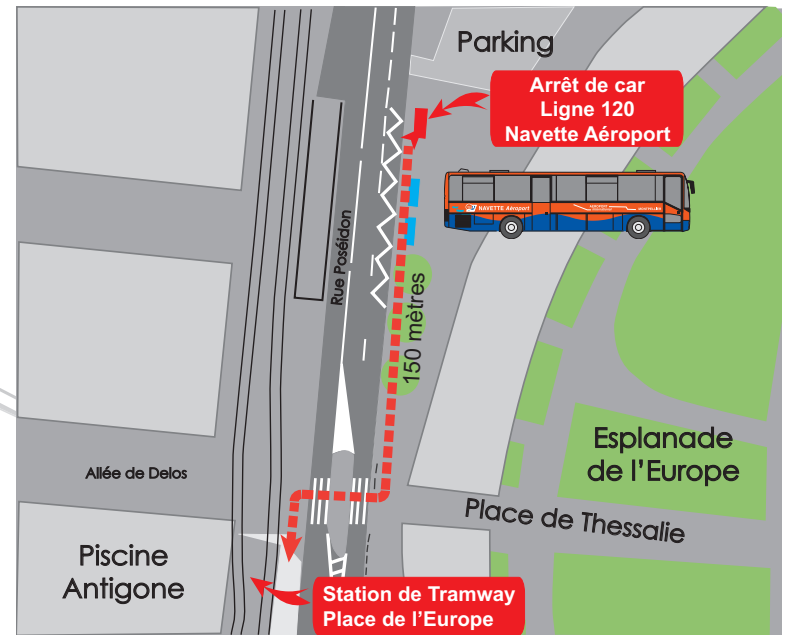 Parking
Arrêt de car
Ligne 120
Navette Aéroport
NAVETTE Aéroport
Rue Poséidon
150 mètres
Esplanade
de l'Europe
Allée de Delos
Place de Thessalie
Piscine
Antigone
Station de Tramway
Place de l'Europe